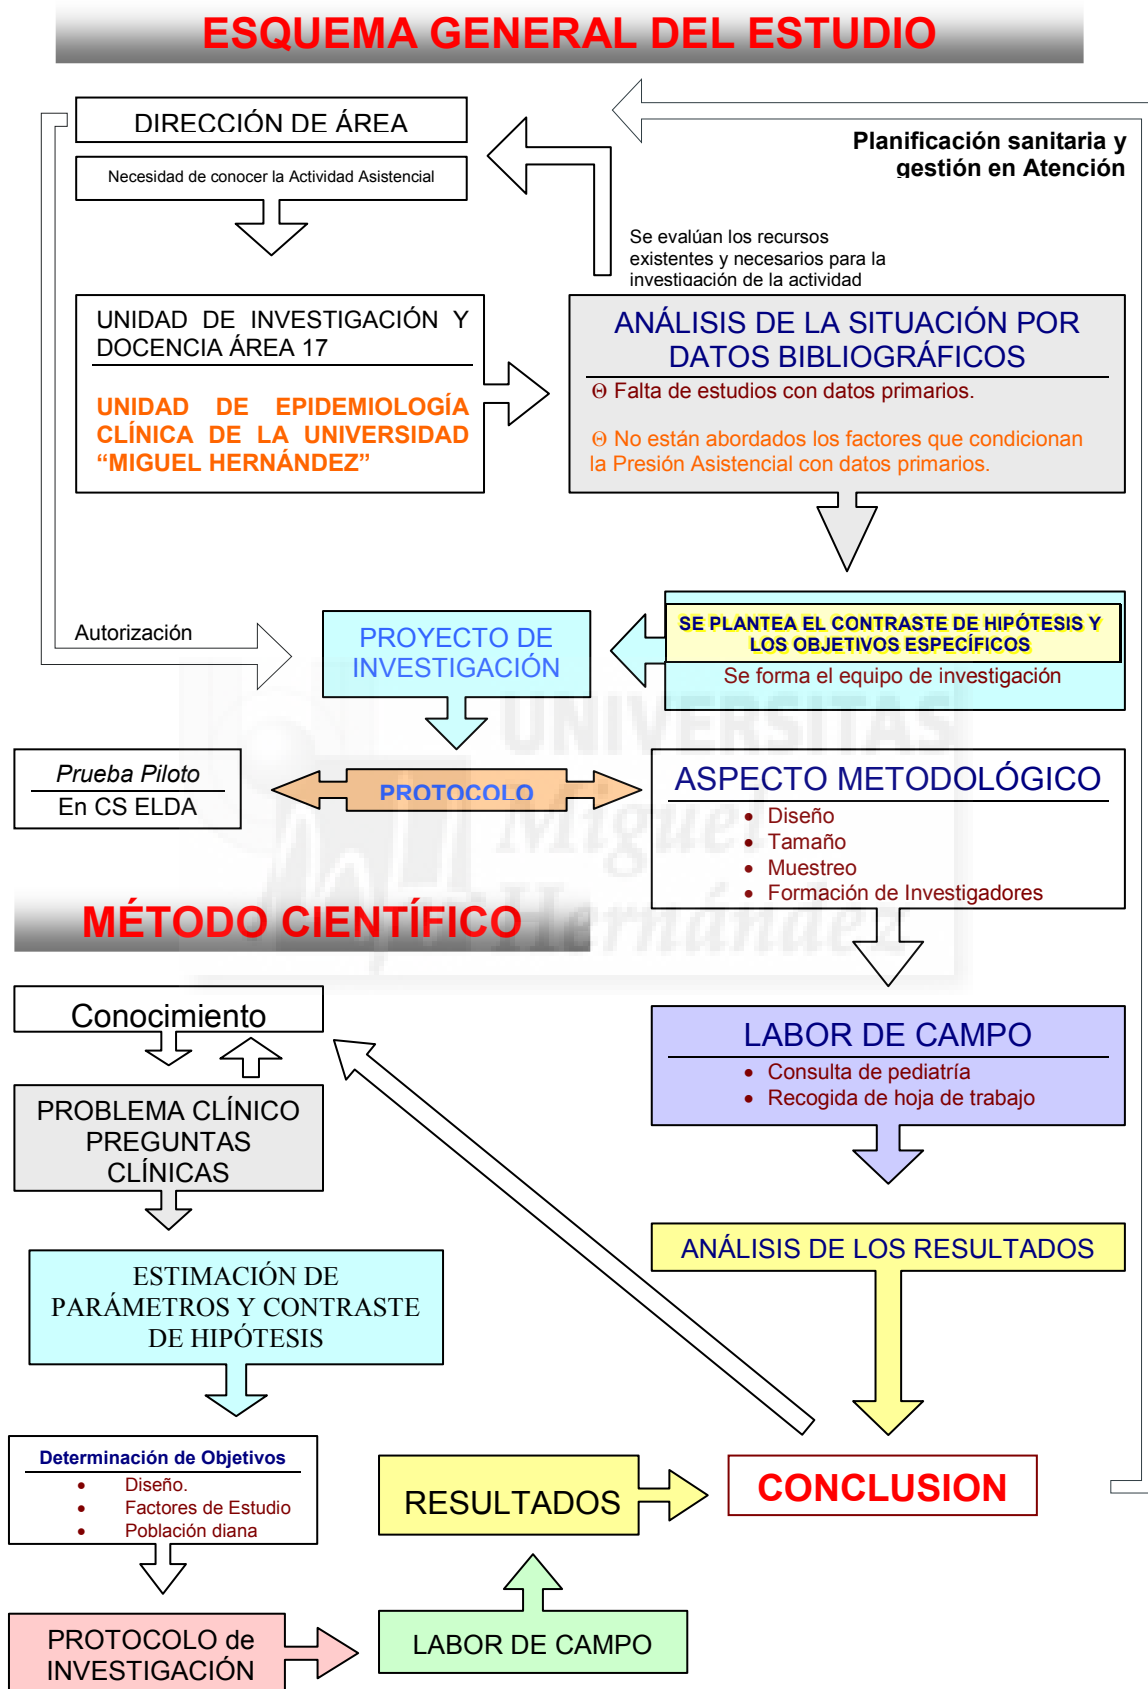 ESQUEMA GENERAL DEL ESTUDIO
DIRECCIÓN DE ÁREA
Necesidad de conocer la Actividad Asistencial
Planificación sanitaria y
gestión en Atención
Se evalúan los recursos
existentes y necesarios para la
investigación de la actividad
UNIDAD DE INVESTIGACIÓN Y
DOCENCIA ÁREA 17
UNIDAD DE EPIDEMIOLOGÍA
CLÍNICA DE LA UNIVERSIDAD
“MIGUEL HERNÁNDEZ”
ANÁLISIS DE LA SITUACIÓN POR
DATOS BIBLIOGRÁFICOS
Θ Falta de estudios con datos primarios.
Θ No están abordados los factores que condicionan
la Presión Asistencial con datos primarios.
Autorización
PROYECTO DE
INVESTIGACIÓN
SE PLANTEA EL CONTRASTE DE HIPÓTESIS Y
LOS OBJETIVOS ESPECÍFICOS
Se forma el equipo de investigación
UNIVERSITAS
Miguel
Hernández
Prueba Piloto
En CS ELDA
PROTOCOLO
ASPECTO METODOLÓGICO
• Diseño
• Tamaño
• Muestreo
• Formación de Investigadores
MÉTODO CIENTÍFICO
Conocimiento
PROBLEMA CLÍNICO
PREGUNTAS
CLÍNICAS
LABOR DE CAMPO
• Consulta de pediatría
• Recogida de hoja de trabajo
ESTIMACIÓN DE
PARÁMETROS Y CONTRASTE
DE HIPÓTESIS
ANÁLISIS DE LOS RESULTADOS
Determinación de Objetivos
• Diseño.
• Factores de Estudio
• Población diana
RESULTADOS
CONCLUSION
PROTOCOLO de
INVESTIGACIÓN
LABOR DE CAMPO